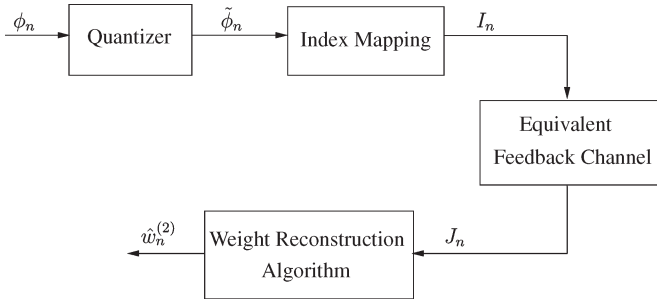 ϕ_n
Quantizer
ϕ̃_n
Index Mapping
I_n
Equivalent
Feedback Channel
J_n
Weight Reconstruction
Algorithm
ŵ_n^{(2)}